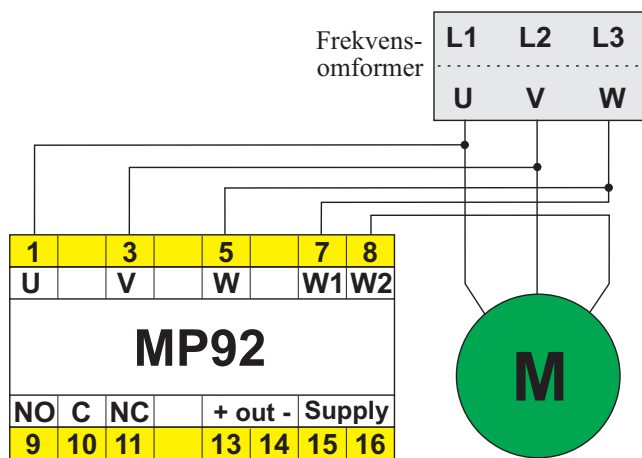 Frekvens-
omformer
L1 L2 L3
U V W
1 3 5 7 8
U V W W1 W2
MP92
M
NO C NC + out - Supply
9 10 11 13 14 15 16